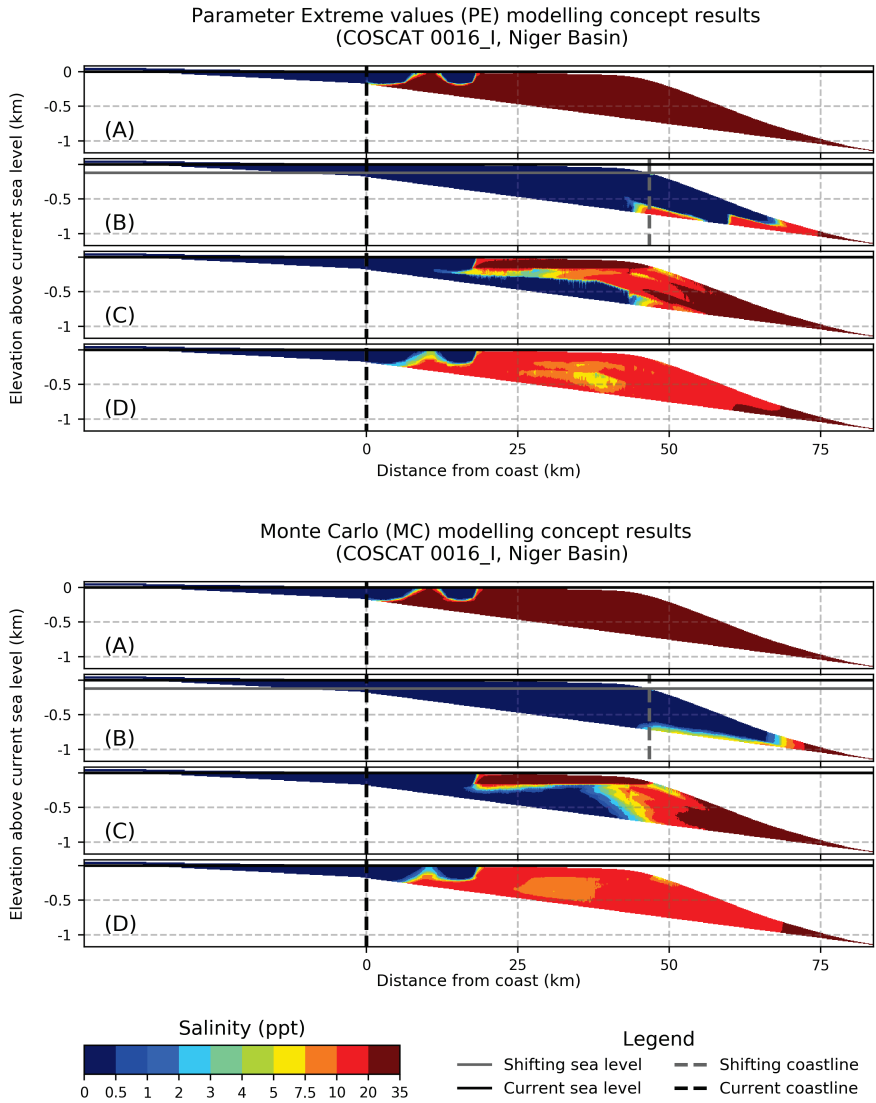 Parameter Extreme values (PE) modelling concept results
(COSCAT 0016_I, Niger Basin)
Elevation above current sea level (km)
0
-0.5
-1
(A)
-0.5
-1
(B)
-0.5
-1
(C)
-0.5
-1
(D)
0 25 50 75
Distance from coast (km)
Monte Carlo (MC) modelling concept results
(COSCAT 0016_I, Niger Basin)
Elevation above current sea level (km)
0
-0.5
-1
(A)
-0.5
-1
(B)
-0.5
-1
(C)
-0.5
-1
(D)
0 25 50 75
Distance from coast (km)
Salinity (ppt)
0 0.5 1 2 3 4 5 7.5 10 20 35
Legend
Shifting sea level
Shifting coastline
Current sea level
Current coastline